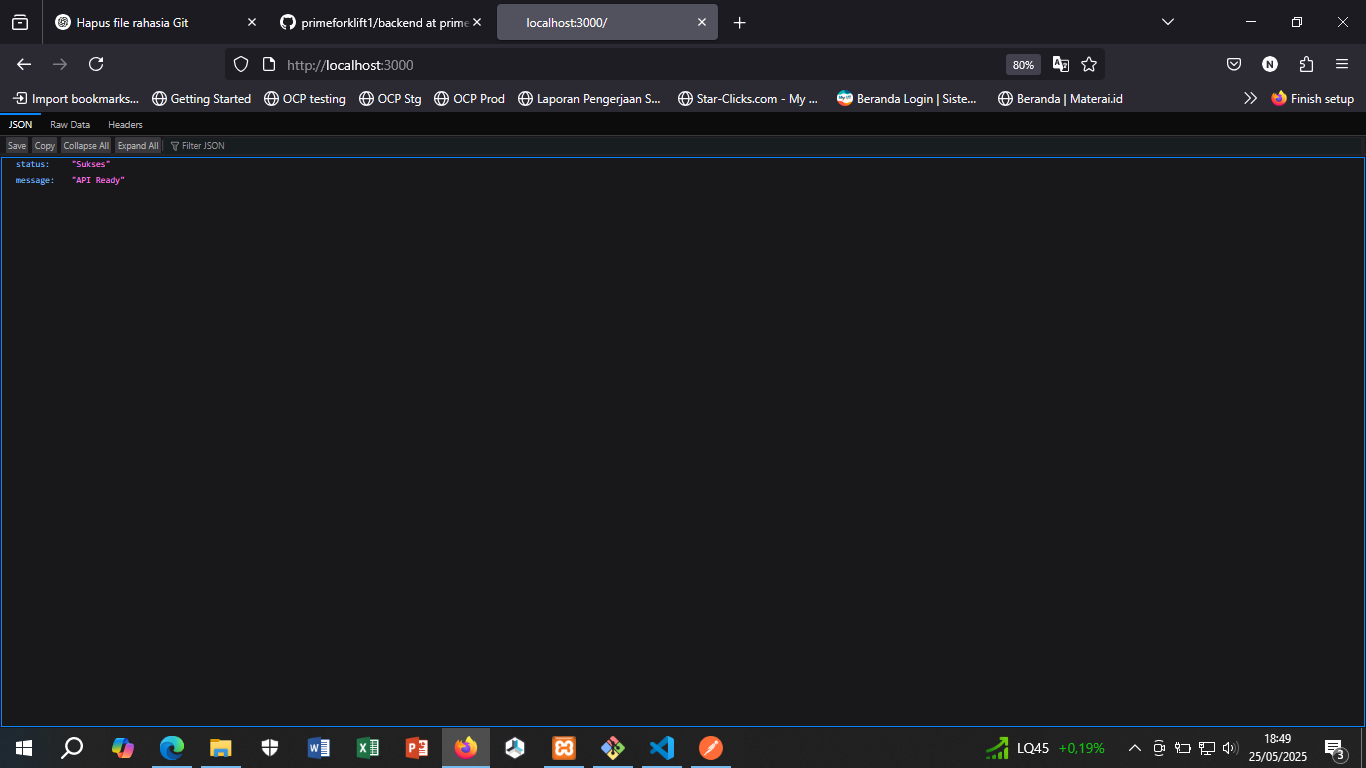 Hapus file rahasia Git
primeforklift1/backend at prime
localhost:3000/
http://localhost:3000
80%
Import bookmarks...
Getting Started
OCP testing
OCP Stg
OCP Prod
Laporan Pengerjaan S...
Star-Clicks.com - My ...
Beranda Login | Siste...
Beranda | Materai.id
Finish setup
JSON
Raw Data
Headers
Save
Copy
Collapse All
Expand All
Filter JSON
status: "Sukses"
message: "API Ready"
LQ45 +0,19%
18:49
25/05/2025
3